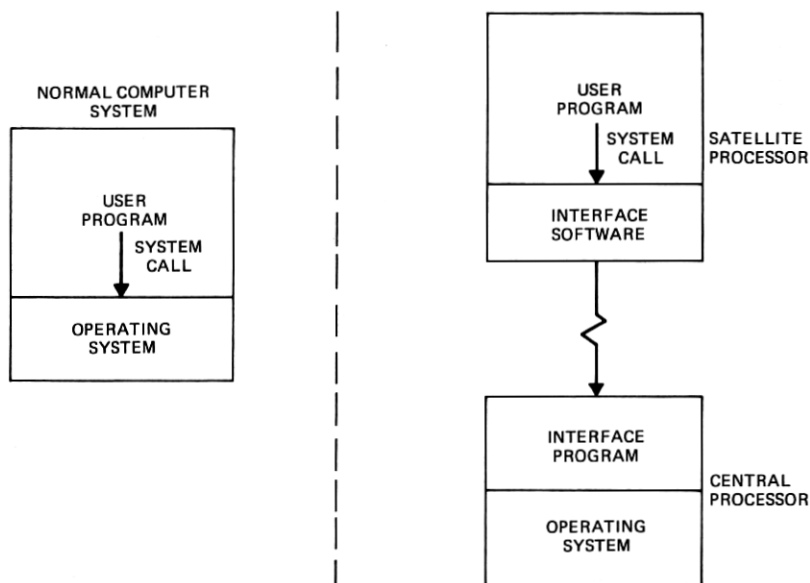 NORMAL COMPUTER
SYSTEM
USER
PROGRAM
SYSTEM
CALL
OPERATING
SYSTEM
USER
PROGRAM
SYSTEM
CALL
SATELLITE
PROCESSOR
INTERFACE
SOFTWARE
INTERFACE
PROGRAM
CENTRAL
PROCESSOR
OPERATING
SYSTEM